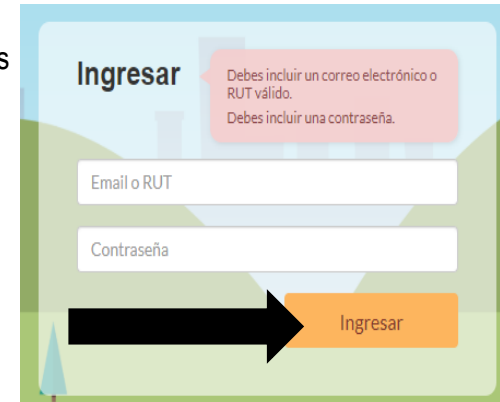 s
Ingresar
Debes incluir un correo electrónico o
RUT válido.
Debes incluir una contraseña.
Email o RUT
Contraseña
Ingresar